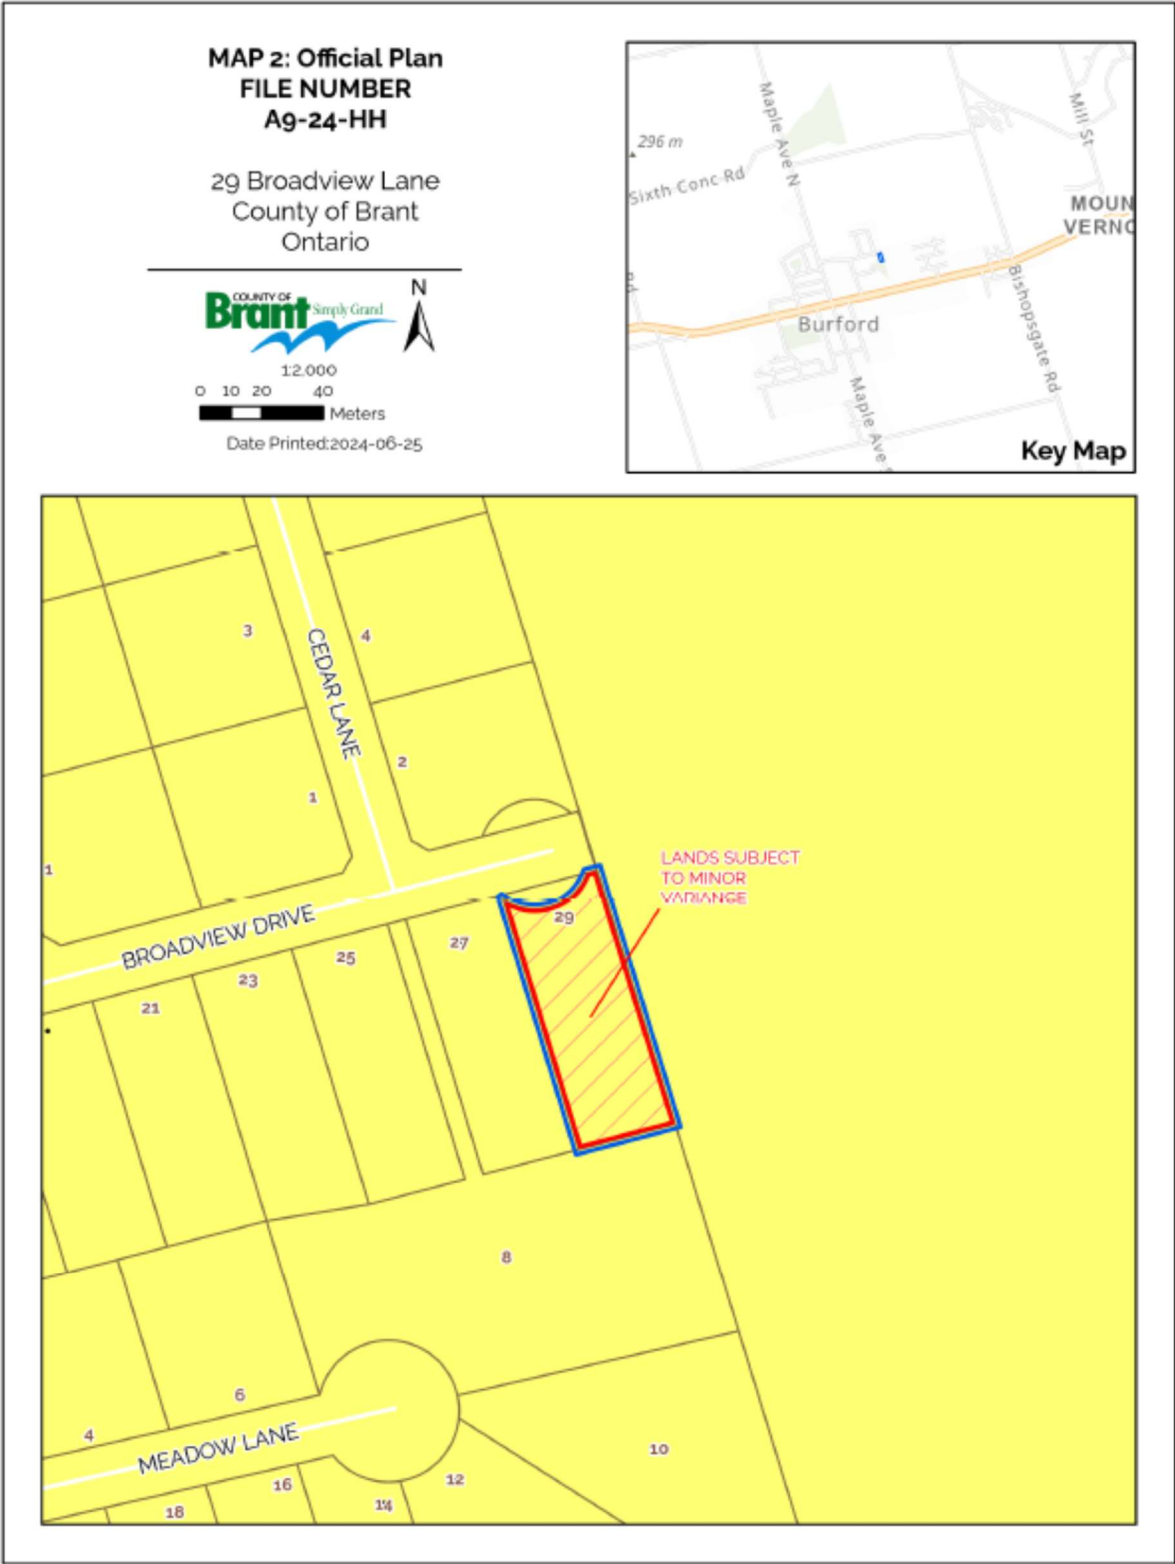 MAP 2: Official Plan
FILE NUMBER
A9-24-HH
29 Broadview Lane
County of Brant
Ontario
COUNTY OF
Brant Simply Grand
N
1:2,000
0 10 20 40
Meters
Date Printed:2024-06-25
Maple Ave N
Mill St
296 m
Sixth Conc Rd
MOUN
VERNO
Rd
Burford
Bishopsgate Rd
Maple Ave S
Key Map
3
CEDAR LANE
4
2
1
1
LANDS SUBJECT
TO MINOR
VARIANGE
BROADVIEW DRIVE
29
27
25
23
21
8
6
4
MEADOW LANE
10
12
14
16
18